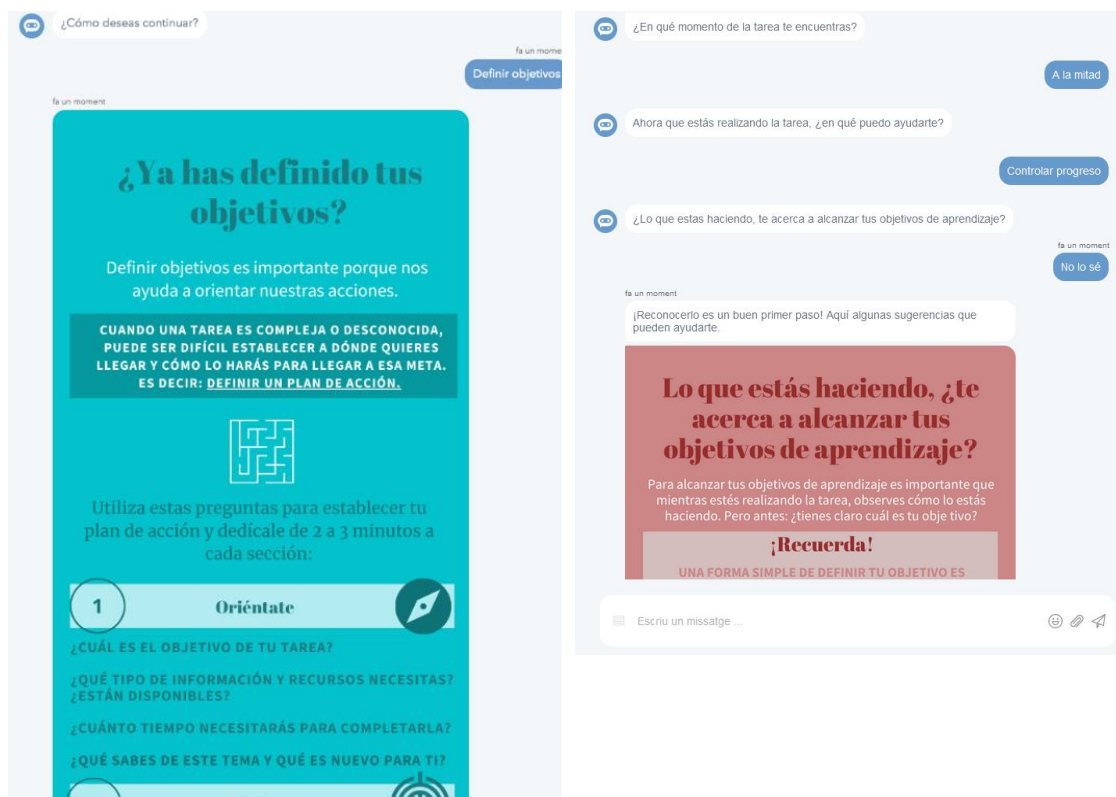 ¿Cómo deseas continuar?
fa un mome
Definir objetivos
fa un moment
¿Ya has definido tus
objetivos?
Definir objetivos es importante porque nos
ayuda a orientar nuestras acciones.
CUANDO UNA TAREA ES COMPLEJA O DESCONOCIDA,
PUEDE SER DIFÍCIL ESTABLECER A DÓNDE QUIERES
LLEGAR Y CÓMO LO HARÁS PARA LLEGAR A ESA META.
ES DECIR: DEFINIR UN PLAN DE ACCIÓN.
Utiliza estas preguntas para establecer tu
plan de acción y dedícale de 2 a 3 minutos a
cada sección:
1 Oriéntate
¿CUÁL ES EL OBJETIVO DE TU TAREA?
¿QUÉ TIPO DE INFORMACIÓN Y RECURSOS NECESITAS?
¿ESTÁN DISPONIBLES?
¿CUÁNTO TIEMPO NECESITARÁS PARA COMPLETARLA?
¿QUÉ SABES DE ESTE TEMA Y QUÉ ES NUEVO PARA TI?
¿En qué momento de la tarea te encuentras?
A la mitad
Ahora que estás realizando la tarea, ¿en qué puedo ayudarte?
Controlar progreso
¿Lo que estas haciendo, te acerca a alcanzar tus objetivos de aprendizaje?
fa un moment
No lo sé
fa un moment
¡Reconocerlo es un buen primer paso! Aquí algunas sugerencias que
pueden ayudarte.
Lo que estás haciendo, ¿te
acerca a alcanzar tus
objetivos de aprendizaje?
Para alcanzar tus objetivos de aprendizaje es importante que
mientras estés realizando la tarea, observes cómo lo estás
haciendo. Pero antes: ¿tienes claro cuál es tu obje tivo?
¡Recuerda!
UNA FORMA SIMPLE DE DEFINIR TU OBJETIVO ES
Escriu un missatge ...